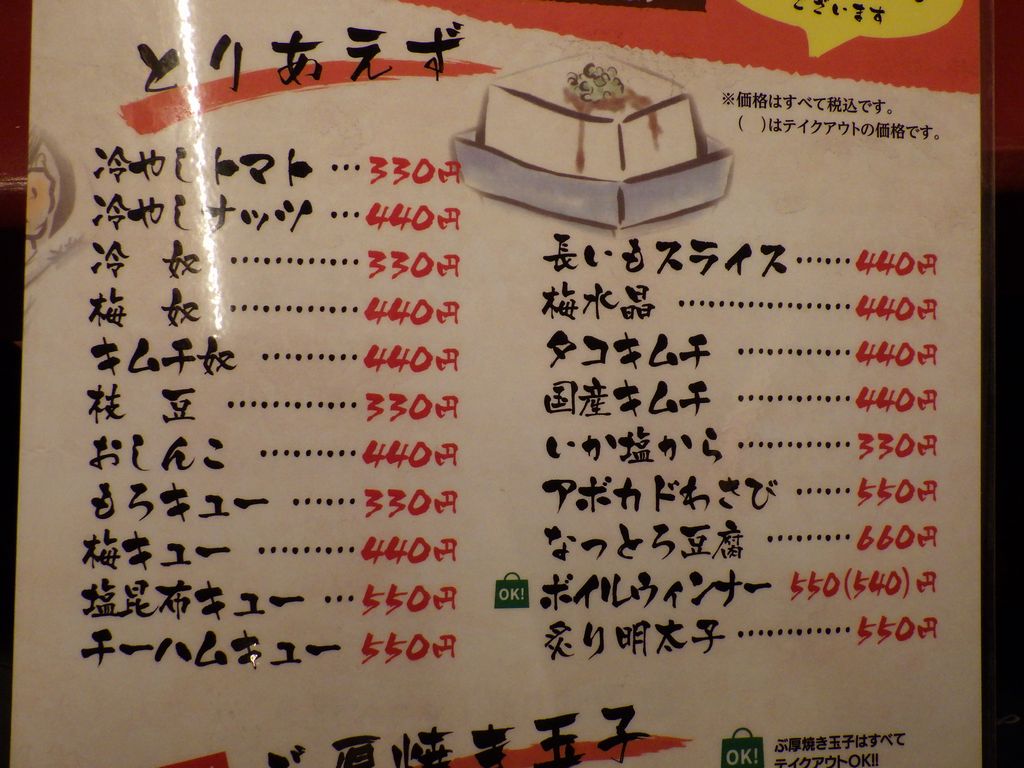 ございます
とりあえず
※価格はすべて税込です。
( )はテイクアウトの価格です。
冷やしトマト…330円
冷やしナッツ…440円
冷 奴…………330円
梅 奴…………440円
キムチ奴………440円
枝 豆…………330円
おしんこ………440円
もろキュー……330円
梅キュー………440円
塩昆布キュー…550円
チーハムキュー 550円
長いもスライス……440円
梅水晶……………440円
タコキムチ…………440円
国産キムチ…………440円
いか塩から…………330円
アボカドわさび……550円
なっとろ豆腐………660円
OK! ボイルウィンナー 550(540)円
炙り明太子…………550円
ぶ厚焼き玉子
OK! ぶ厚焼き玉子はすべて
テイクアウトOK!!